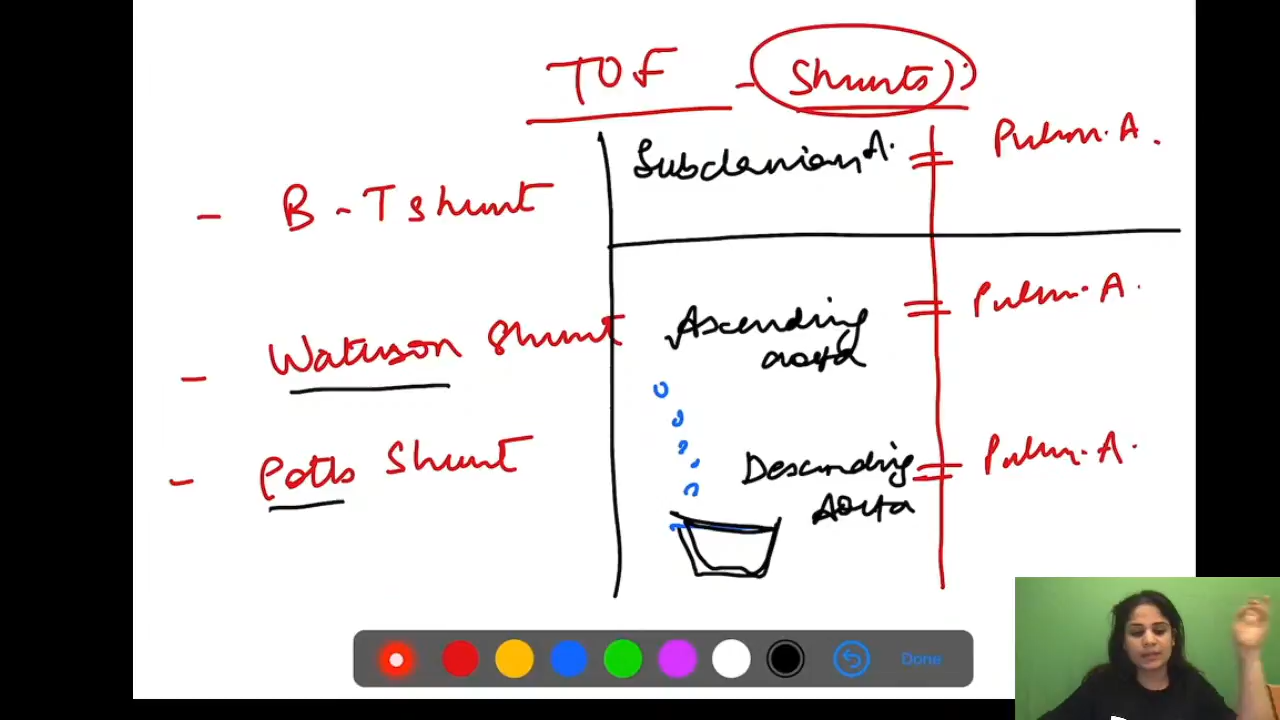 TOF - Shunts
- B-T shunt Subclavian A. = Pulm. A.
- Waterson Shunt Ascending aorta = Pulm. A.
- Potts Shunt Descending Aorta = Pulm. A.
Done